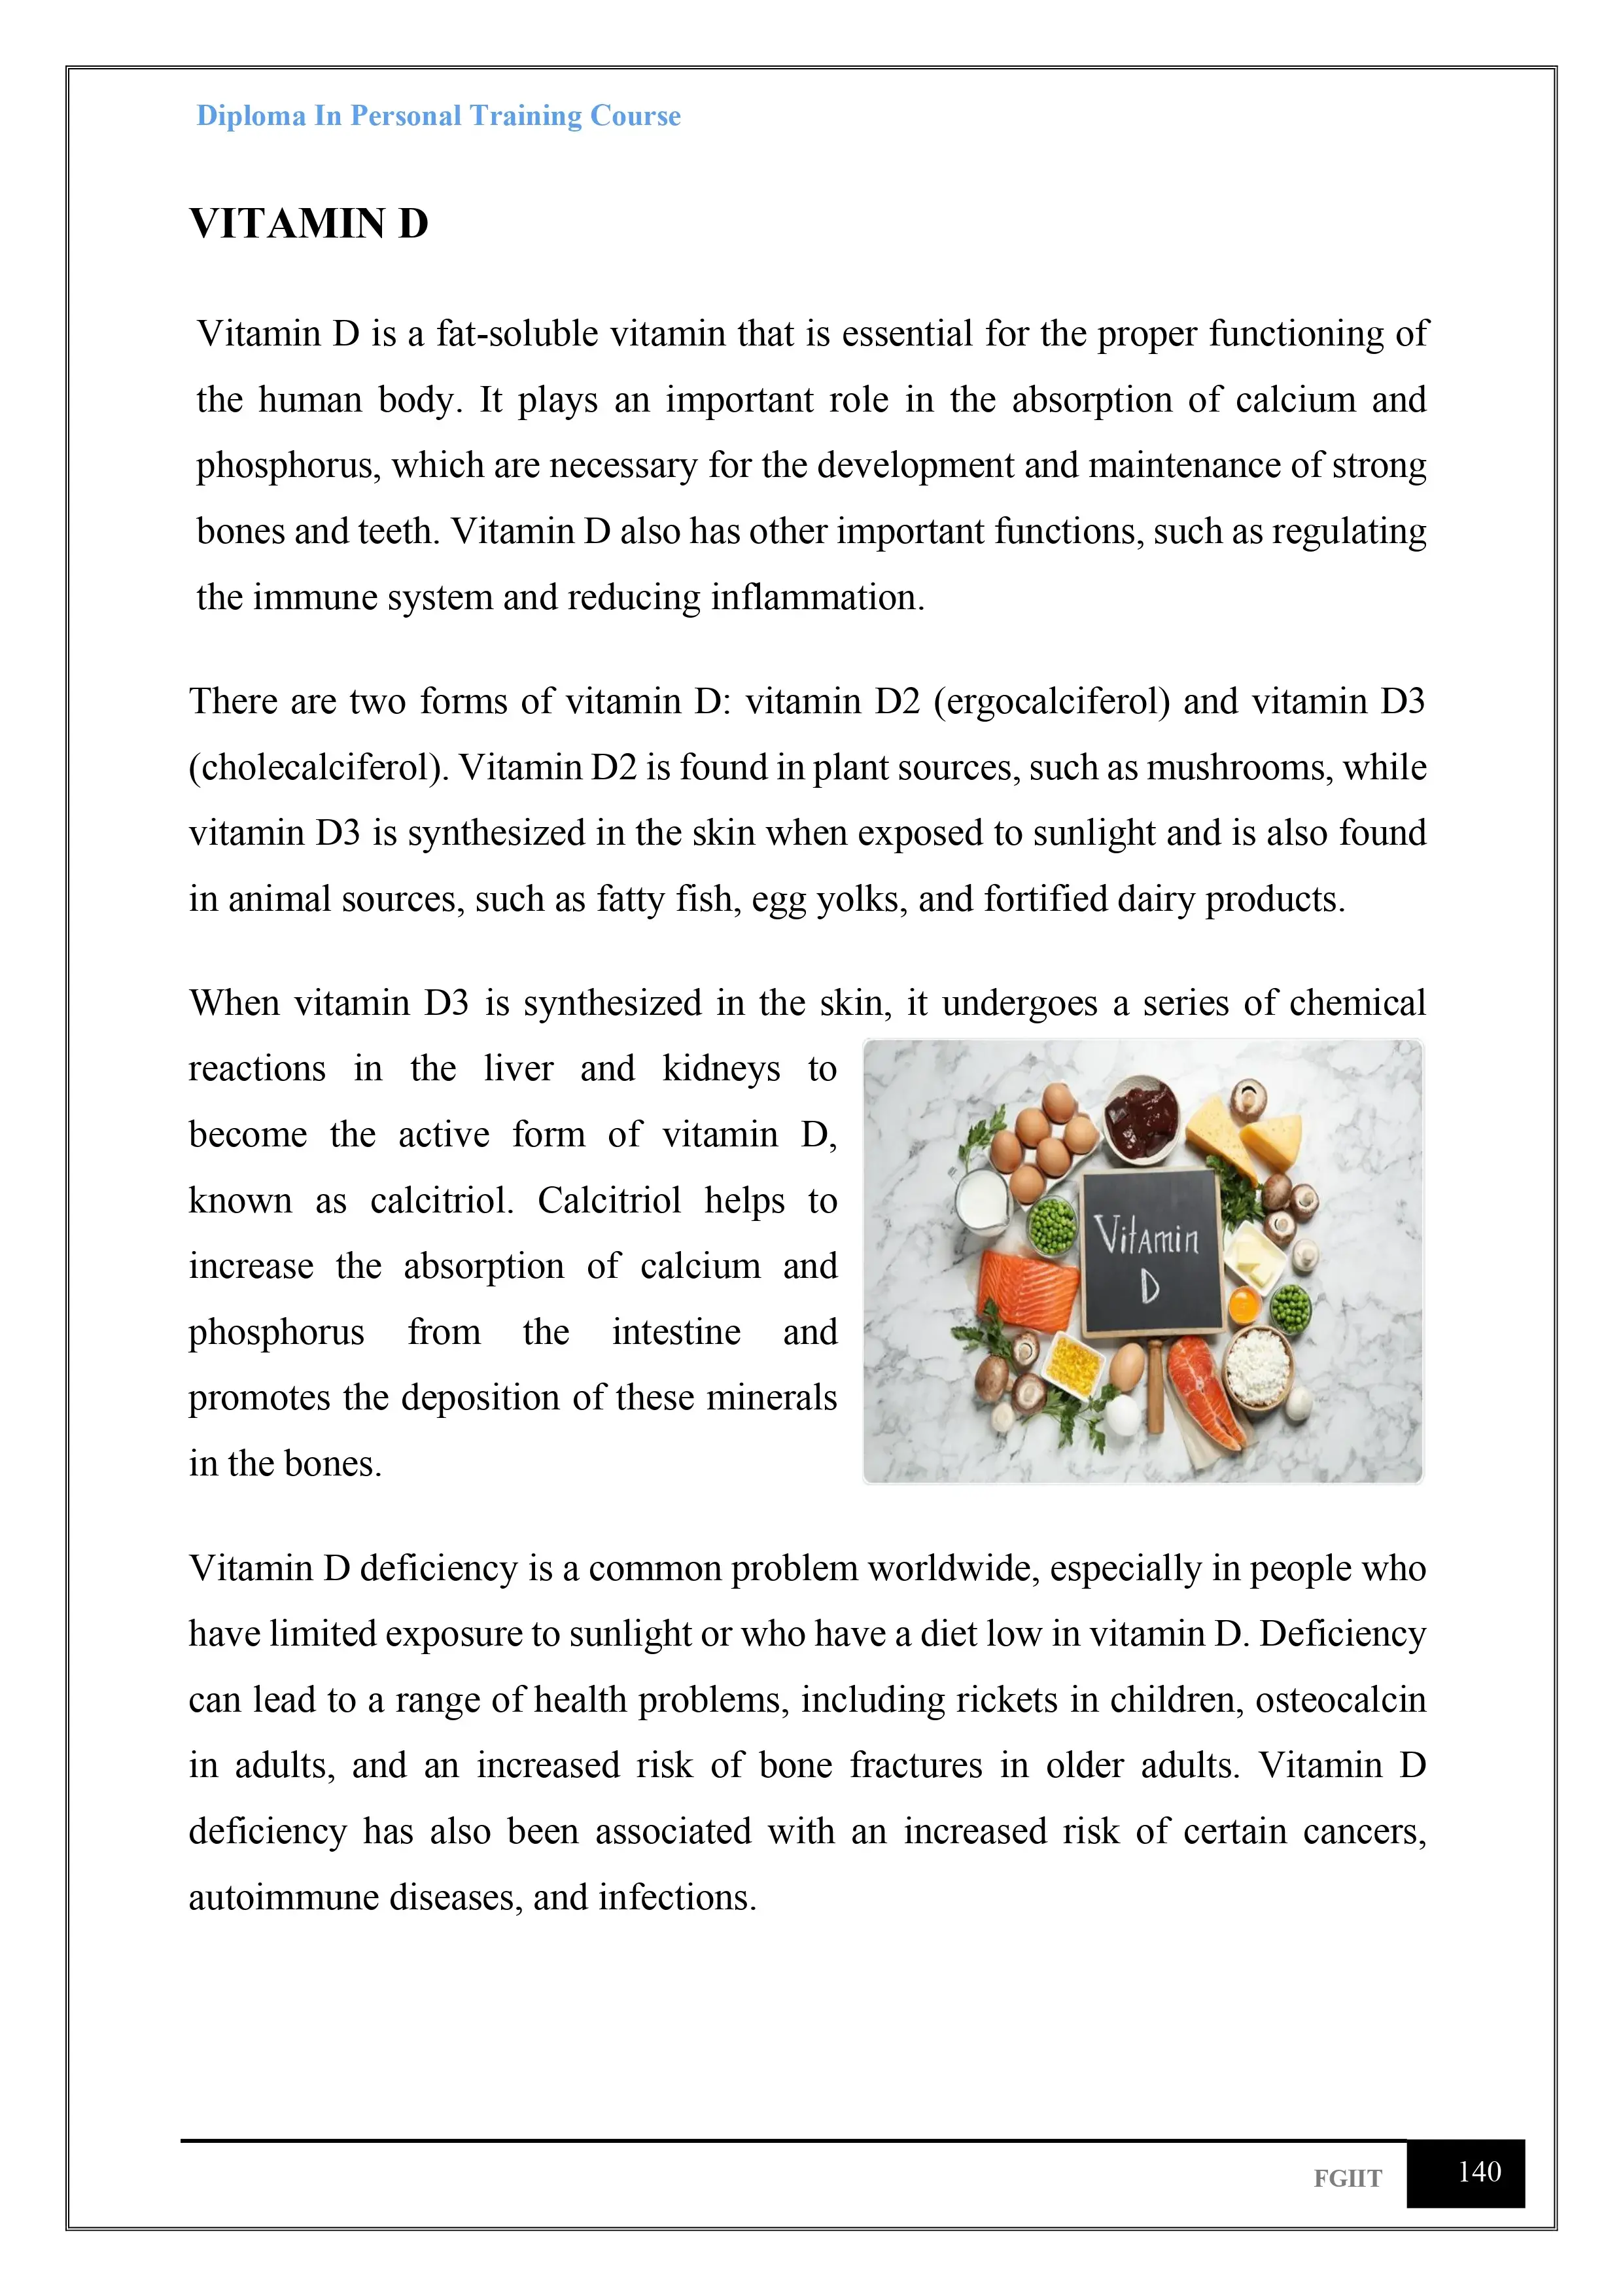 Diploma In Personal Training Course
VITAMIN D
Vitamin D is a fat-soluble vitamin that is essential for the proper functioning of
the human body. It plays an important role in the absorption of calcium and
phosphorus, which are necessary for the development and maintenance of strong
bones and teeth. Vitamin D also has other important functions, such as regulating
the immune system and reducing inflammation.
There are two forms of vitamin D: vitamin D2 (ergocalciferol) and vitamin D3
(cholecalciferol). Vitamin D2 is found in plant sources, such as mushrooms, while
vitamin D3 is synthesized in the skin when exposed to sunlight and is also found
in animal sources, such as fatty fish, egg yolks, and fortified dairy products.
When vitamin D3 is synthesized in the skin, it undergoes a series of chemical
reactions in the liver and kidneys to
become the active form of vitamin D,
known as calcitriol. Calcitriol helps to
increase the absorption of calcium and
phosphorus from the intestine and
promotes the deposition of these minerals
in the bones.
Vitamin
D
Vitamin D deficiency is a common problem worldwide, especially in people who
have limited exposure to sunlight or who have a diet low in vitamin D. Deficiency
can lead to a range of health problems, including rickets in children, osteocalcin
in adults, and an increased risk of bone fractures in older adults. Vitamin D
deficiency has also been associated with an increased risk of certain cancers,
autoimmune diseases, and infections.
FGIIT
140